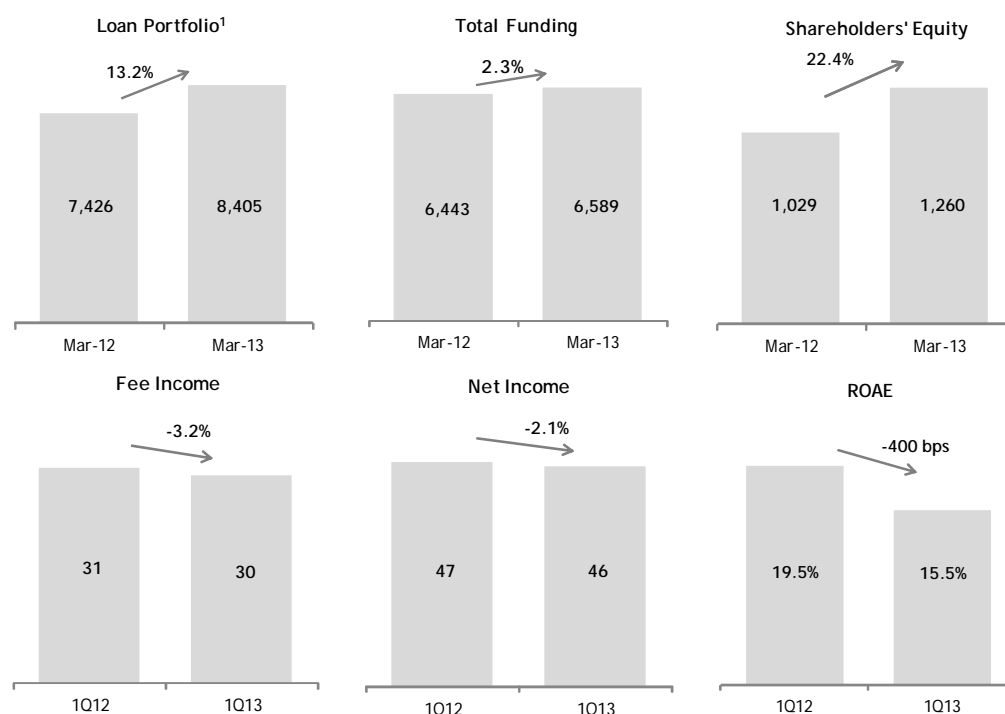 Loan Portfolio¹
13.2%
7,426
8,405
Mar-12
Mar-13
Total Funding
2.3%
6,443
6,589
Mar-12
Mar-13
Shareholders' Equity
22.4%
1,029
1,260
Mar-12
Mar-13
Fee Income
-3.2%
31
30
1Q12
1Q13
Net Income
-2.1%
47
46
1Q12
1Q13
ROAE
-400 bps
19.5%
15.5%
1Q12
1Q13